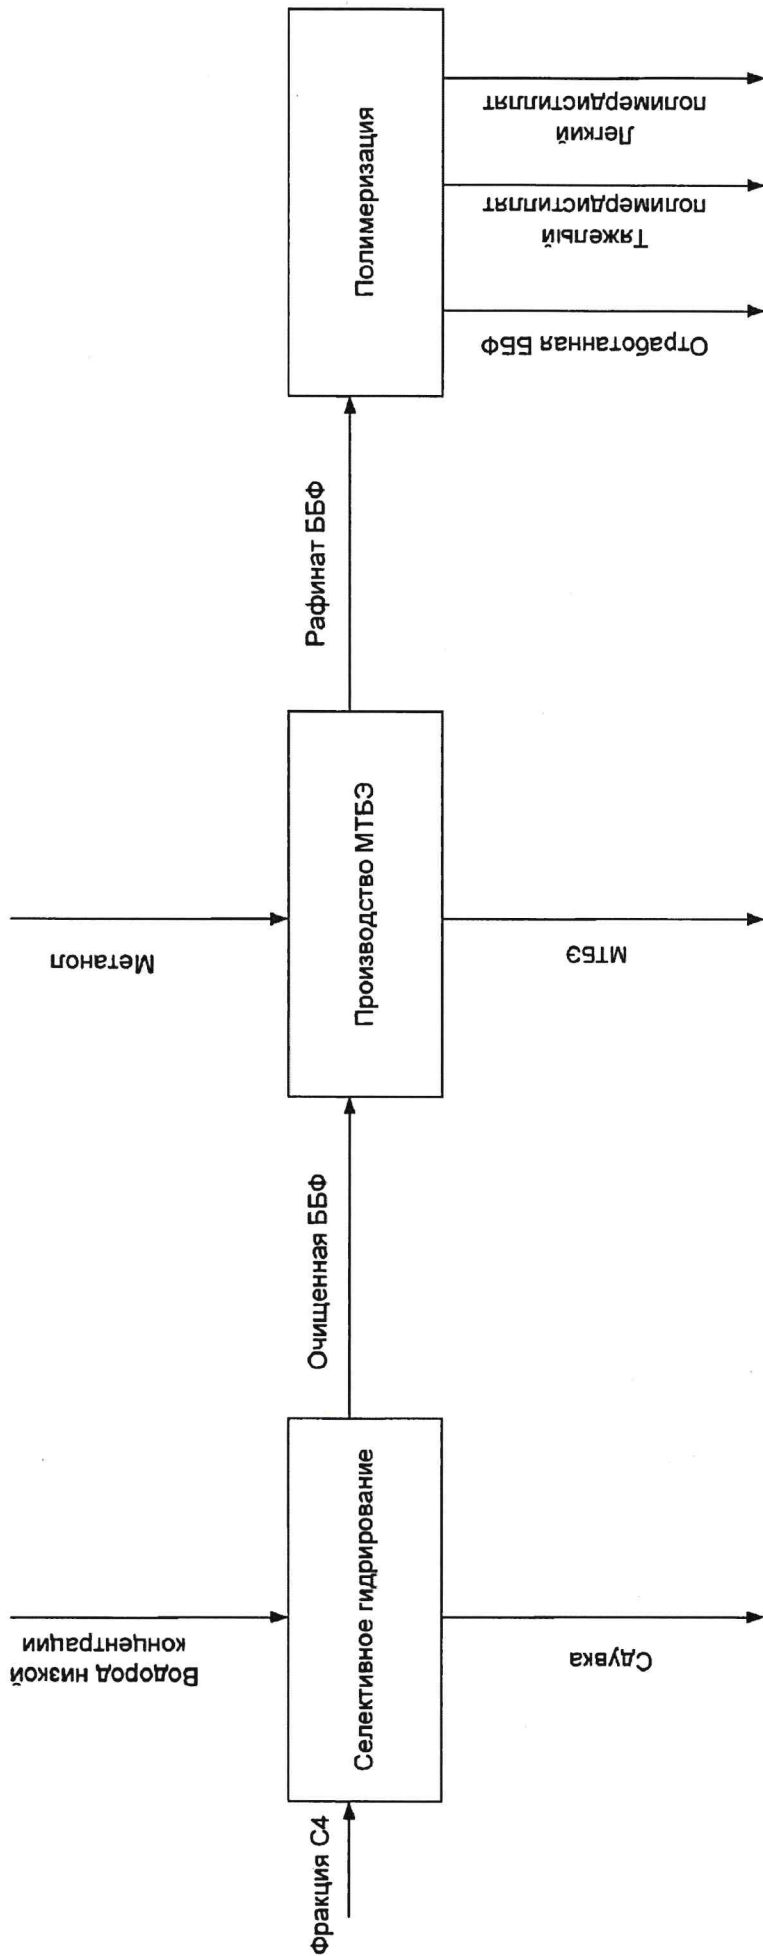 Фракция С4
Водород низкой
концентрации
Селективное гидрирование
Сдувка
Очищенная ББФ
Метанол
Производство МТБЭ
МТБЭ
Рафинат ББФ
Полимеризация
Отработанная ББФ
Тяжелый
полимердистиллят
Легкий
полимердистиллят